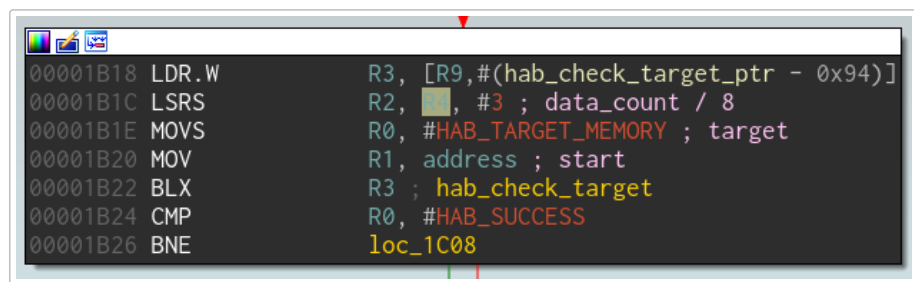 00001B18 LDR.W R3, [R9,#(hab_check_target_ptr - 0x94)]
00001B1C LSRS R2, R4, #3 ; data_count / 8
00001B1E MOVS R0, #HAB_TARGET_MEMORY ; target
00001B20 MOV R1, address ; start
00001B22 BLX R3 ; hab_check_target
00001B24 CMP R0, #HAB_SUCCESS
00001B26 BNE loc_1C08